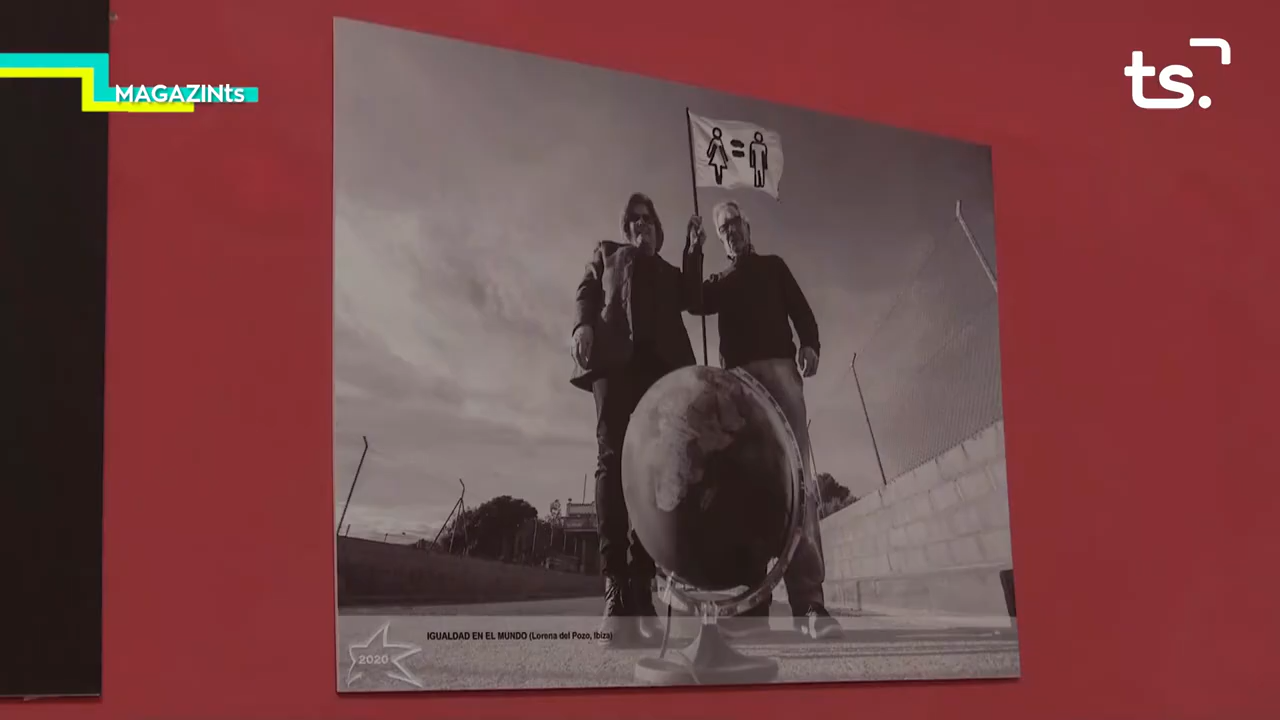 MAGAZINts
ts.
=
IGUALDAD EN EL MUNDO (Lorena del Pozo, Ibiza)
2020